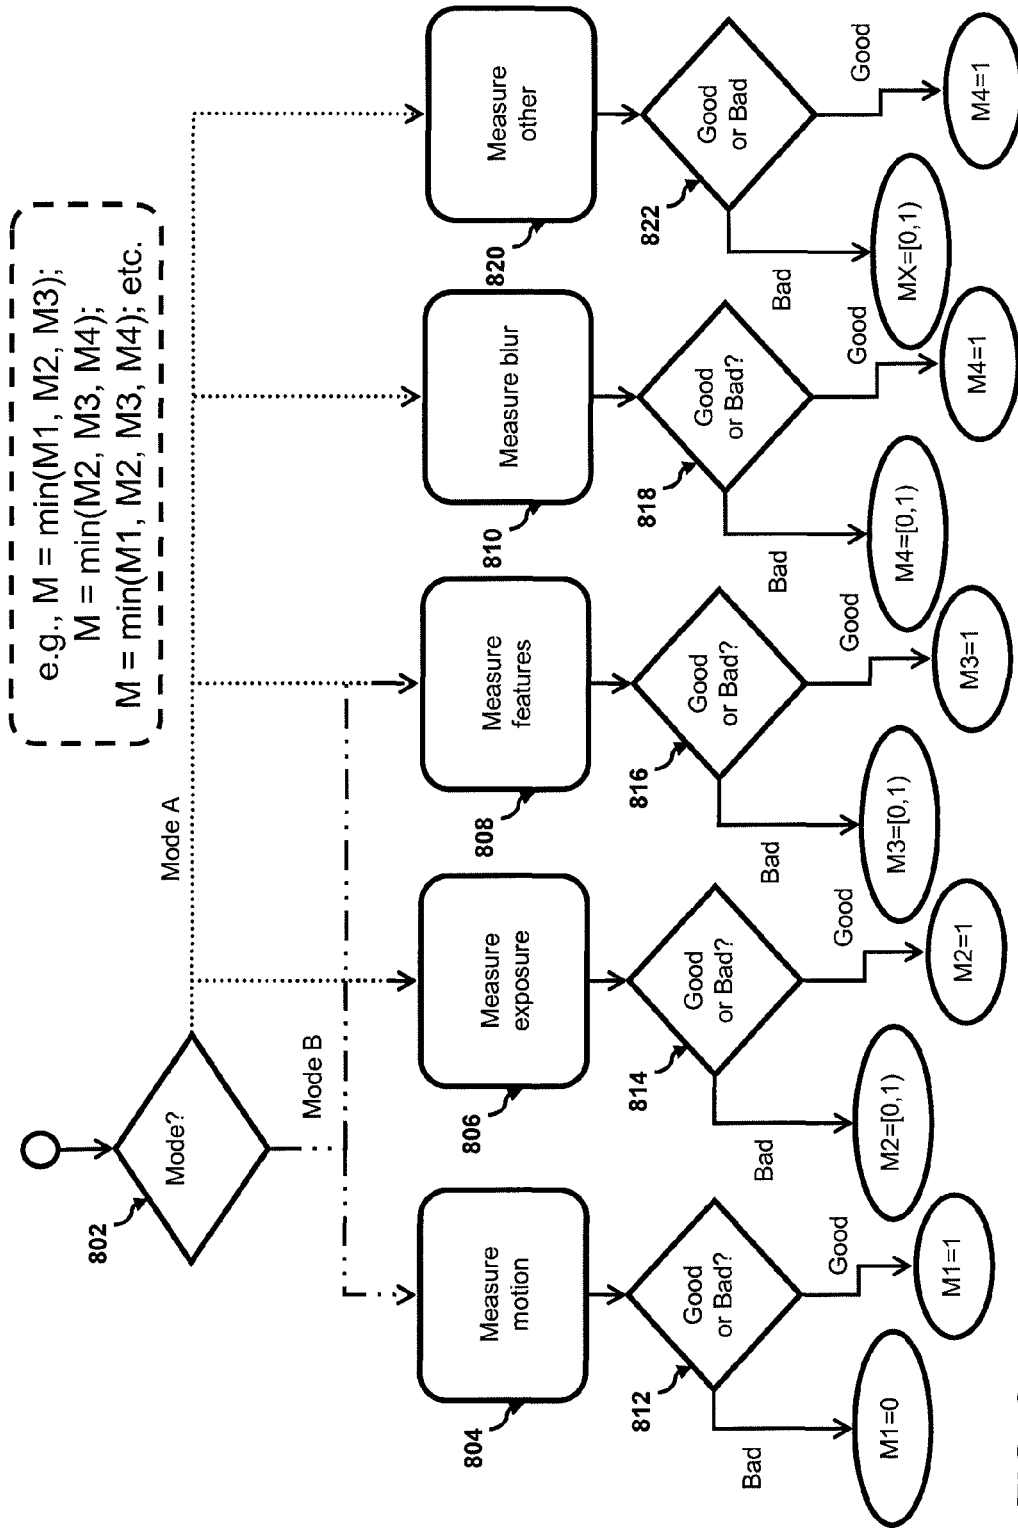 e.g., M = min(M1, M2, M3);
M = min(M2, M3, M4);
M = min(M1, M2, M3, M4); etc.
802
Mode?
Mode A
Mode B
804
Measure
motion
806
Measure
exposure
808
Measure
features
810
Measure blur
820
Measure
other
812
Good
or Bad?
814
Good
or Bad?
816
Good
or Bad?
818
Good
or Bad?
822
Good
or Bad
Bad
Good
Bad
Good
Bad
Good
Bad
Good
Bad
Good
M1=0
M1=1
M2=[0,1)
M2=1
M3=[0,1)
M3=1
M4=[0,1)
M4=1
MX=[0,1)
M4=1